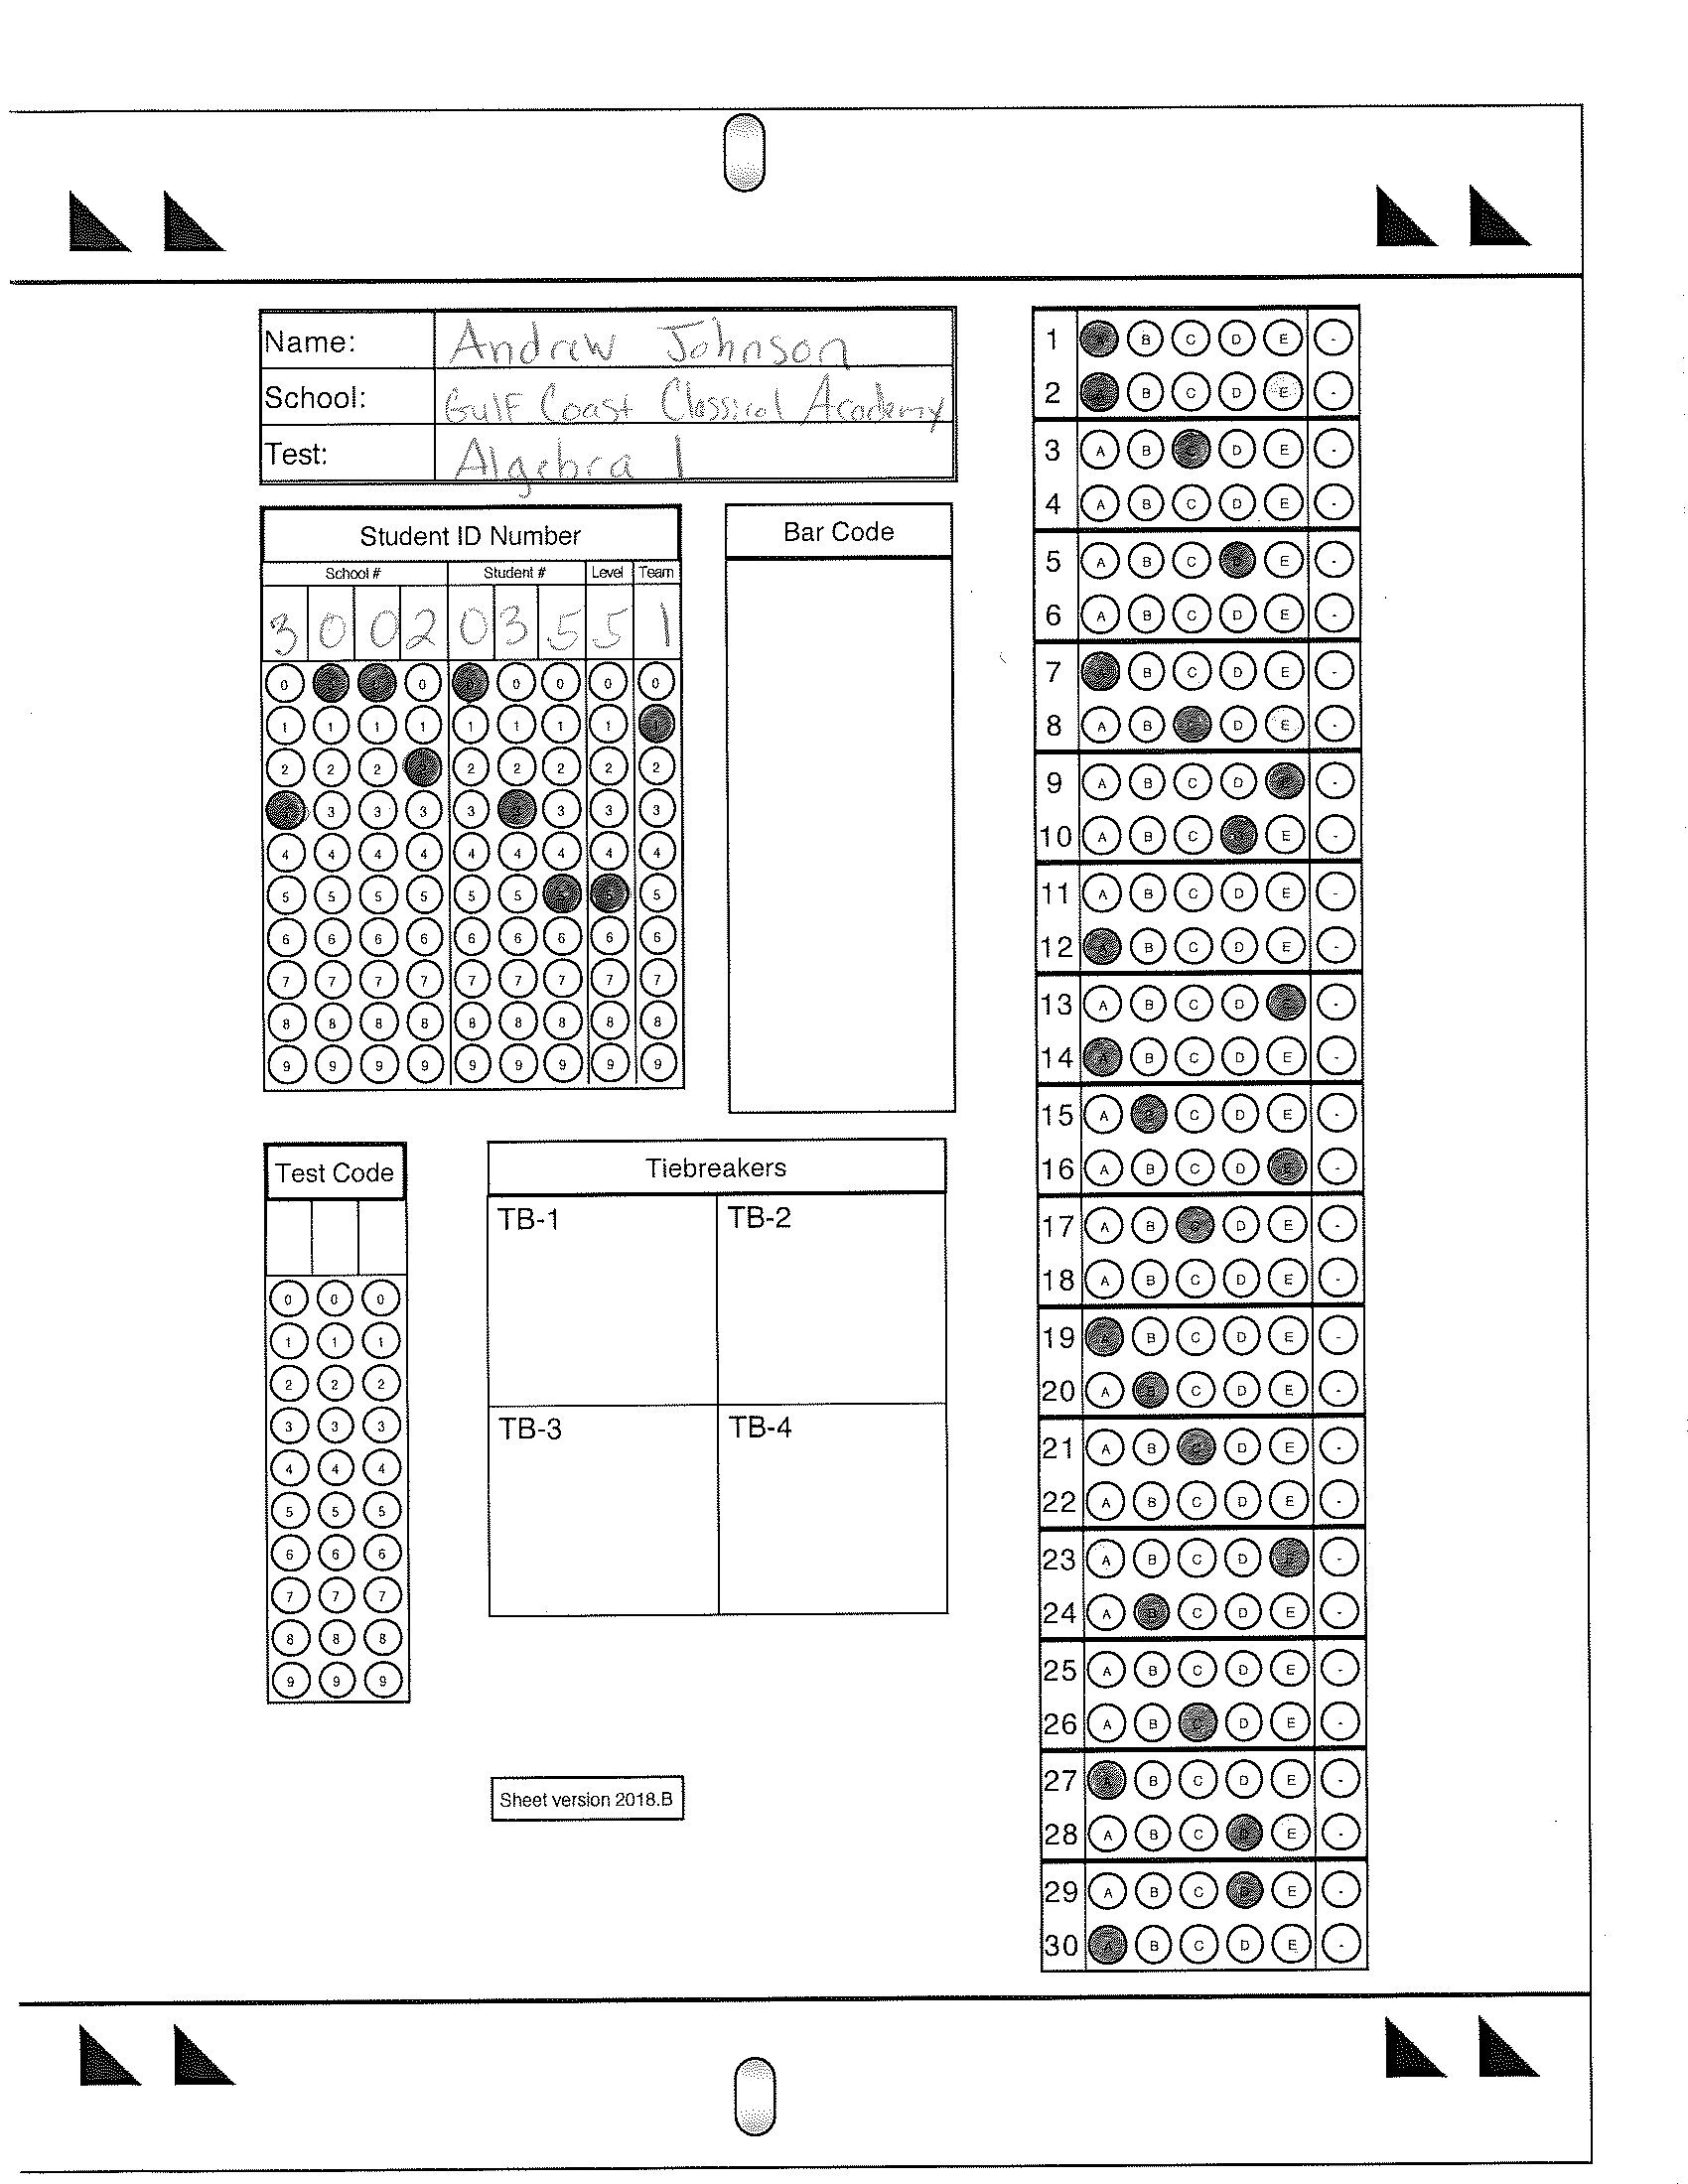 Name: Andrew Johnson
School: Gulf Coast Classical Academy
Test: Algebra 1
Student ID Number
School # Student # Level Team
3 0 0 2 0 3 5 5 1
0 0 0 0 0 0
1 1 1 1 1 1 1 1 1
2 2 2 2 2 2 2 2
3 3 3 3 3 3 3
4 4 4 4 4 4 4 4 4
5 5 5 5 5 5 5 5 5
6 6 6 6 6 6 6 6 6
7 7 7 7 7 7 7 7 7
8 8 8 8 8 8 8 8 8
9 9 9 9 9 9 9 9 9
Bar Code
Test Code
0 0 0
1 1 1
2 2 2
3 3 3
4 4 4
5 5 5
6 6 6
7 7 7
8 8 8
9 9 9
Tiebreakers
TB-1 TB-2
TB-3 TB-4
Sheet version 2018.B
1 A B C D E -
2 B C D E -
3 A B C D E -
4 A B C D E -
5 A B C D E -
6 A B C D E -
7 A B C D E -
8 A B C D E -
9 A B C D E -
10 A B C D E -
11 A B C D E -
12 A B C D E -
13 A B C D E -
14 A B C D E -
15 A B C D E -
16 A B C D E -
17 A B C D E -
18 A B C D E -
19 A B C D E -
20 A B C D E -
21 A B C D E -
22 A B C D E -
23 A B C D E -
24 A B C D E -
25 A B C D E -
26 A B C D E -
27 A B C D E -
28 A B C D E -
29 A B C D E -
30 A B C D E -